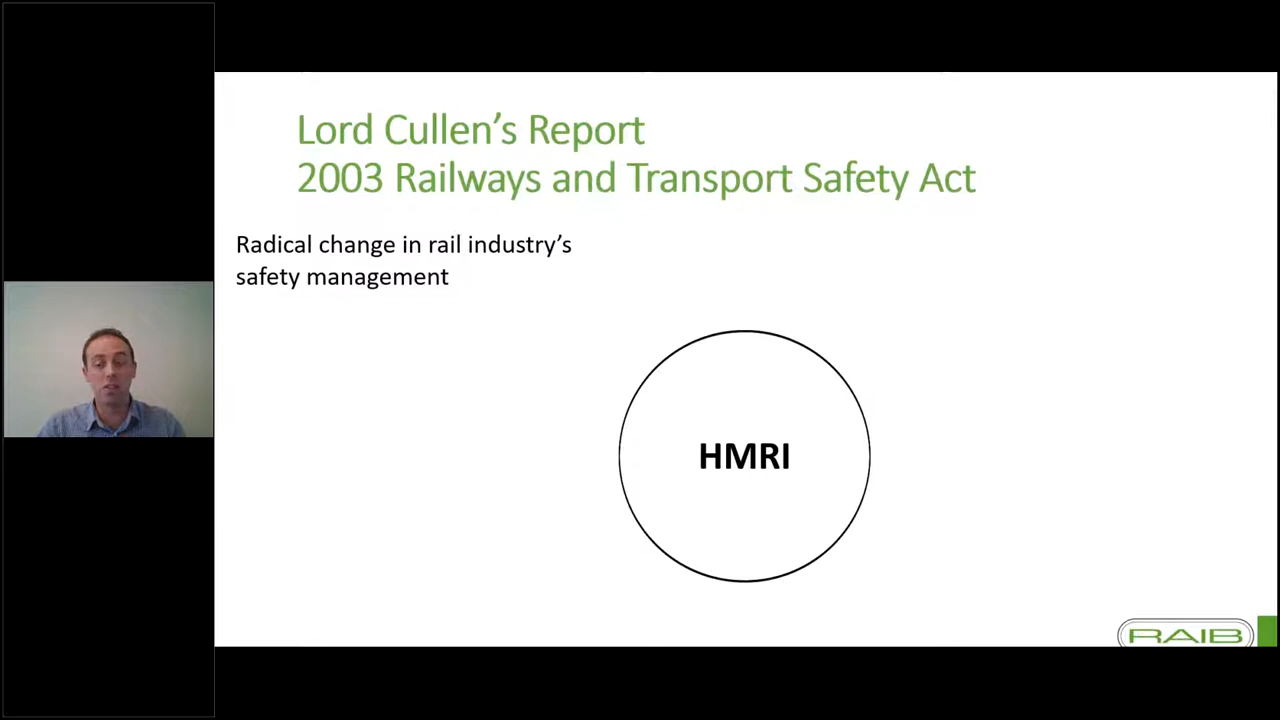 Lord Cullen’s Report
2003 Railways and Transport Safety Act
Radical change in rail industry’s
safety management
HMRI
RAIB